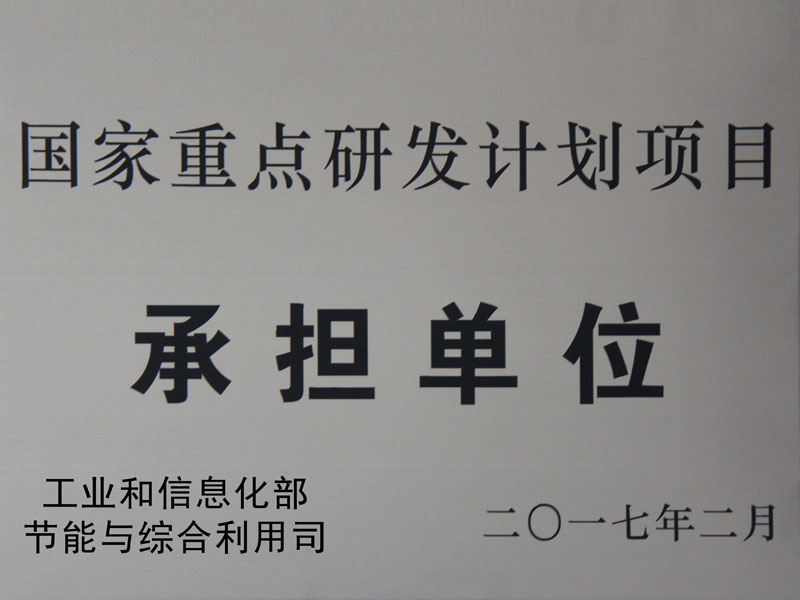 国家重点研发计划项目
承担单位
工业和信息化部
节能与综合利用司
二〇一七年二月